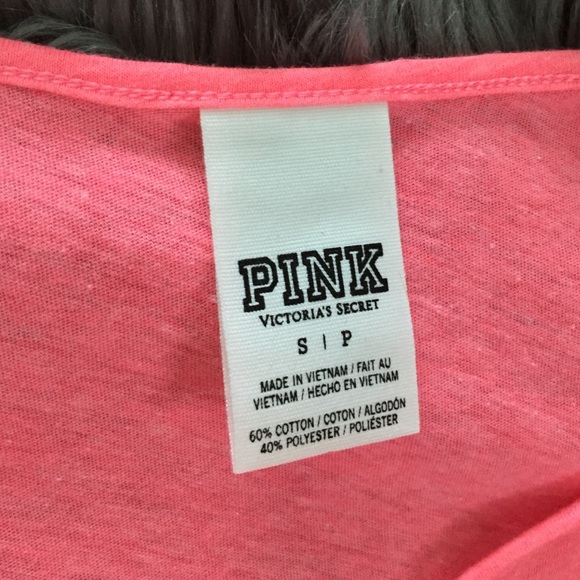 PINK
VICTORIA'S SECRET
S | P
MADE IN VIETNAM / FAIT AU
VIETNAM / HECHO EN VIETNAM
60% COTTON / COTON / ALGODÓN
40% POLYESTER / POLIÉSTER